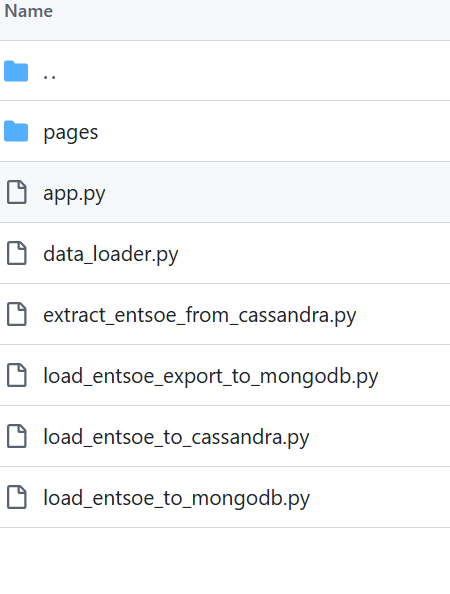 Name
..
pages
app.py
data_loader.py
extract_entsoe_from_cassandra.py
load_entsoe_export_to_mongodb.py
load_entsoe_to_cassandra.py
load_entsoe_to_mongodb.py